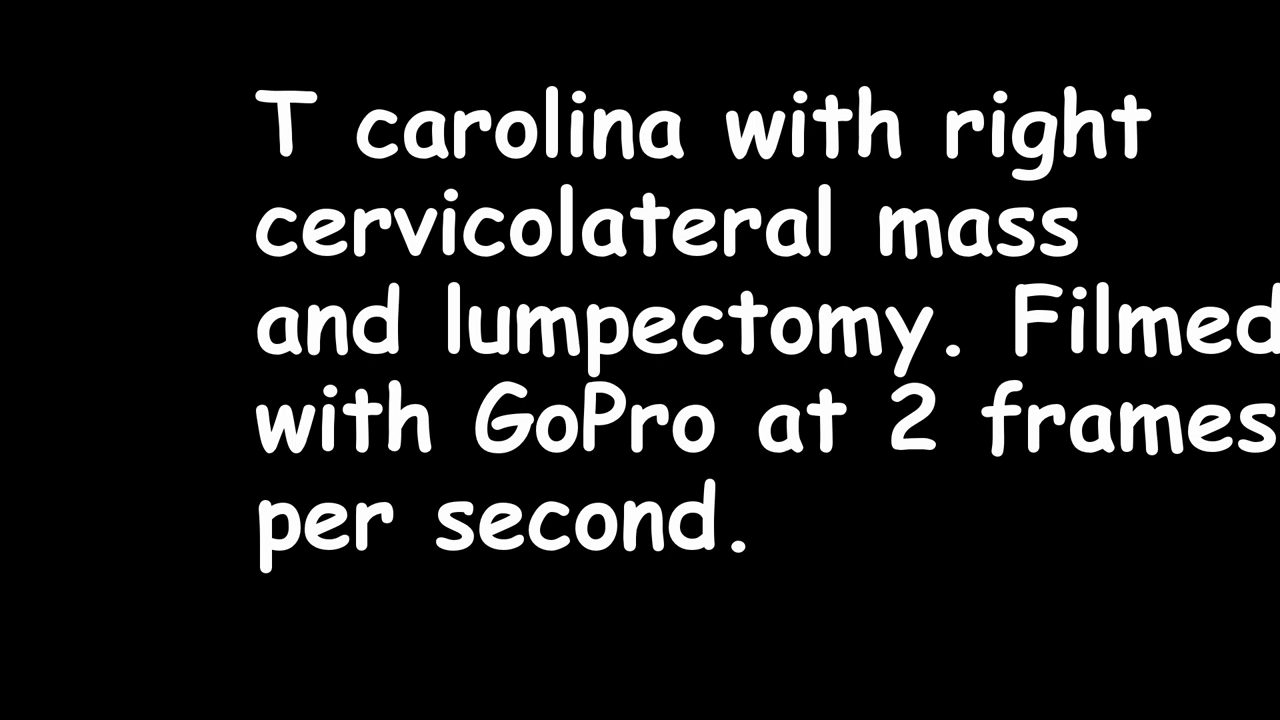 T carolina with right
cervicolateral mass
and lumpectomy. Filmed
with GoPro at 2 frames
per second.